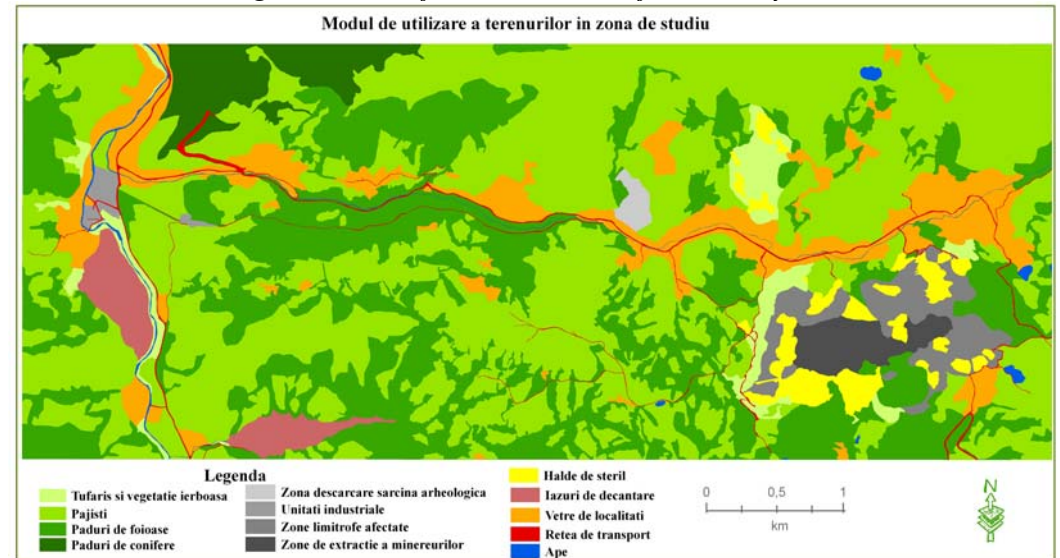 Modul de utilizare a terenurilor in zona de studiu
Legenda
Tufaris si vegetatie ierboasa
Pajisti
Paduri de foioase
Paduri de conifere
Zona descarcare sarcina arheologica
Unitati industriale
Zone limitrofe afectate
Zone de extractie a minereurilor
Halde de steril
Iazuri de decantare
Vetre de localitati
Retea de transport
Ape
0 0,5 1
km
N